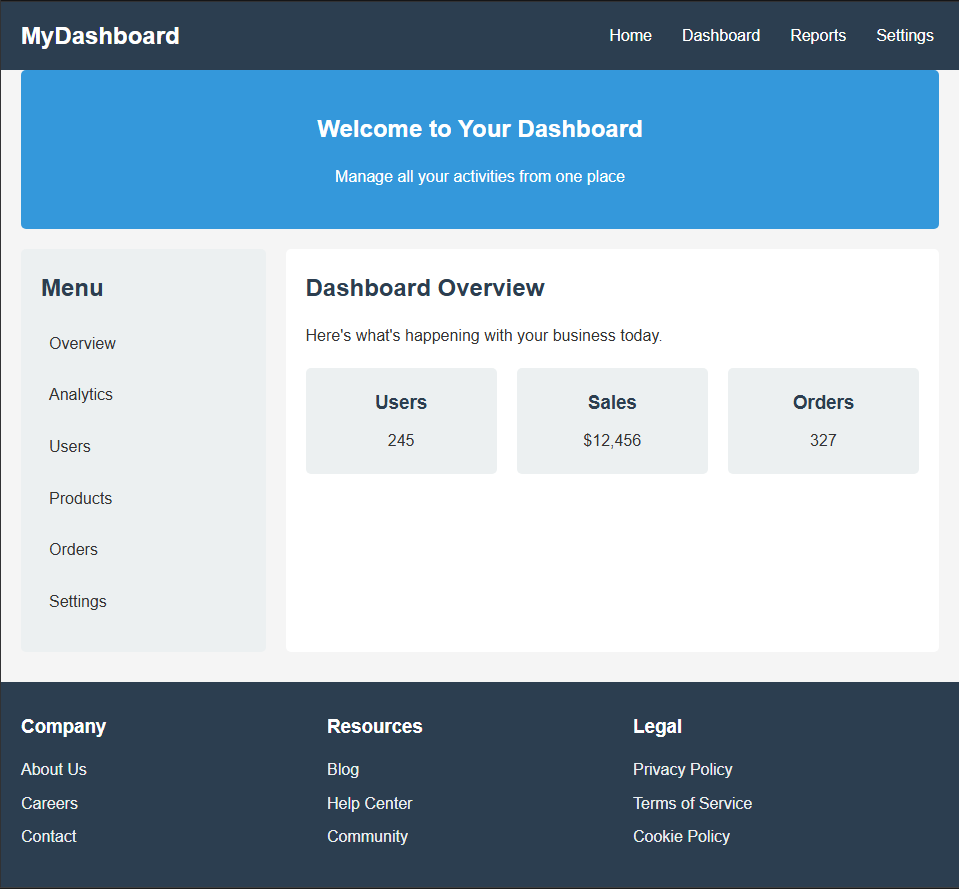 MyDashboard
Home Dashboard Reports Settings
Welcome to Your Dashboard
Manage all your activities from one place
Menu
Overview
Analytics
Users
Products
Orders
Settings
Dashboard Overview
Here's what's happening with your business today.
Users
245
Sales
$12,456
Orders
327
Company
About Us
Careers
Contact
Resources
Blog
Help Center
Community
Legal
Privacy Policy
Terms of Service
Cookie Policy